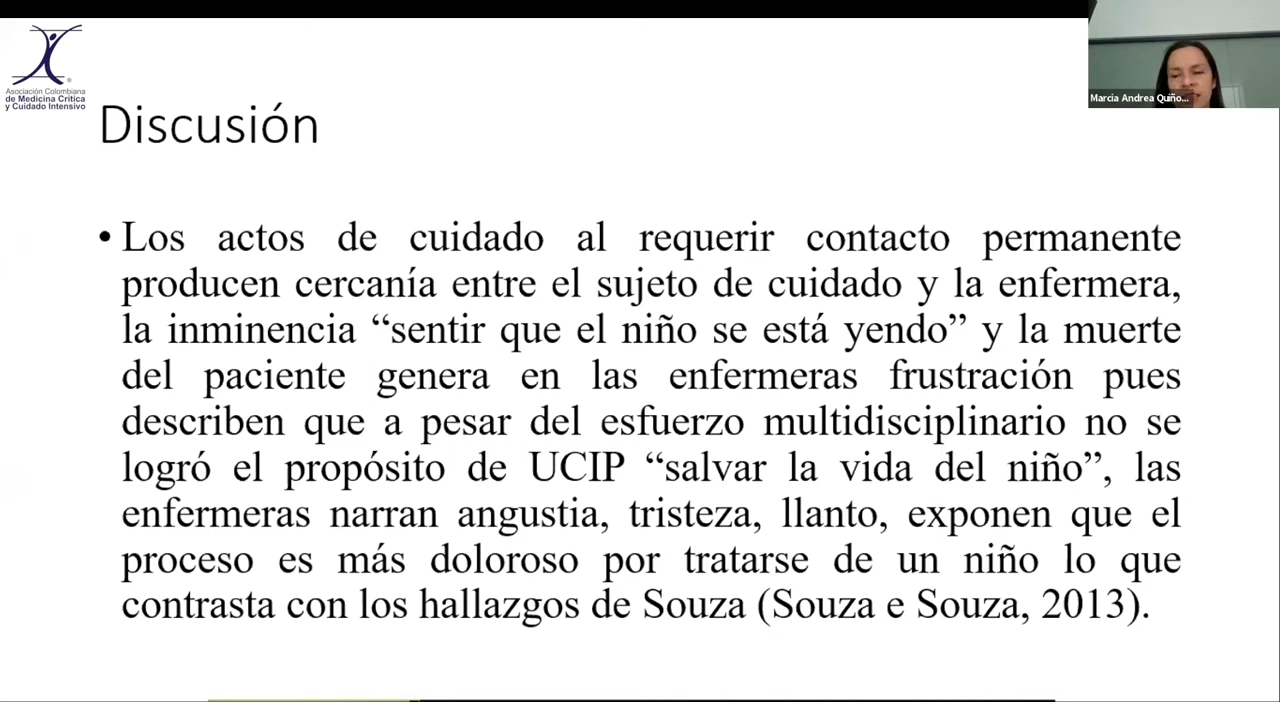 Asociación Colombiana
de Medicina Crítica
y Cuidado Intensivo
Marcia Andrea Quiño...
Discusión
• Los actos de cuidado al requerir contacto permanente
producen cercanía entre el sujeto de cuidado y la enfermera,
la inminencia “sentir que el niño se está yendo” y la muerte
del paciente genera en las enfermeras frustración pues
describen que a pesar del esfuerzo multidisciplinario no se
logró el propósito de UCIP “salvar la vida del niño”, las
enfermeras narran angustia, tristeza, llanto, exponen que el
proceso es más doloroso por tratarse de un niño lo que
contrasta con los hallazgos de Souza (Souza e Souza, 2013).